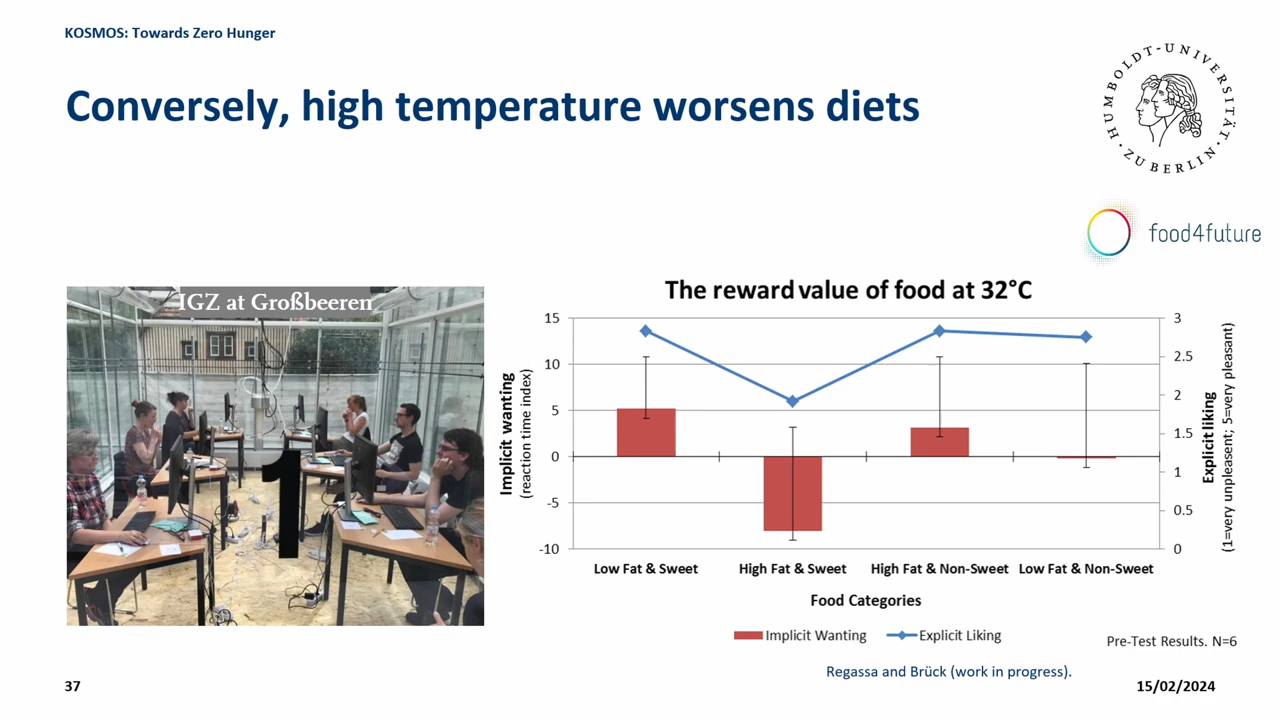 KOSMOS: Towards Zero Hunger
Conversely, high temperature worsens diets
HUMBOLDT-UNIVERSITÄT ZU BERLIN
food4future
IGZ at Großbeeren
1
The reward value of food at 32°C
Implicit wanting
(reaction time index)
15
10
5
0
-5
-10
3
2.5
2
1.5
1
0.5
0
Explicit liking
(1=very unpleasent; 5=very pleasant)
Low Fat & Sweet
High Fat & Sweet
High Fat & Non-Sweet
Low Fat & Non-Sweet
Food Categories
Implicit Wanting
Explicit Liking
Pre-Test Results. N=6
Regassa and Brück (work in progress).
37
15/02/2024